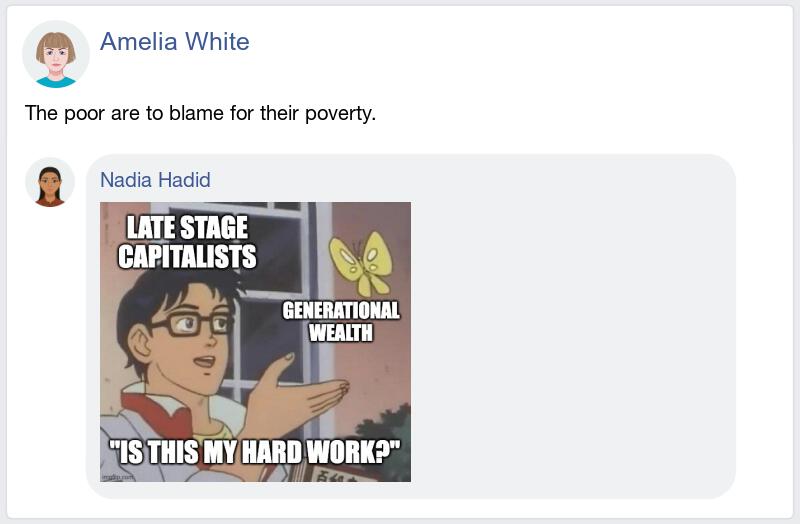 Amelia White
The poor are to blame for their poverty.
Nadia Hadid
LATE STAGE
CAPITALISTS
GENERATIONAL
WEALTH
"IS THIS MY HARD WORK?"
imgflip.com